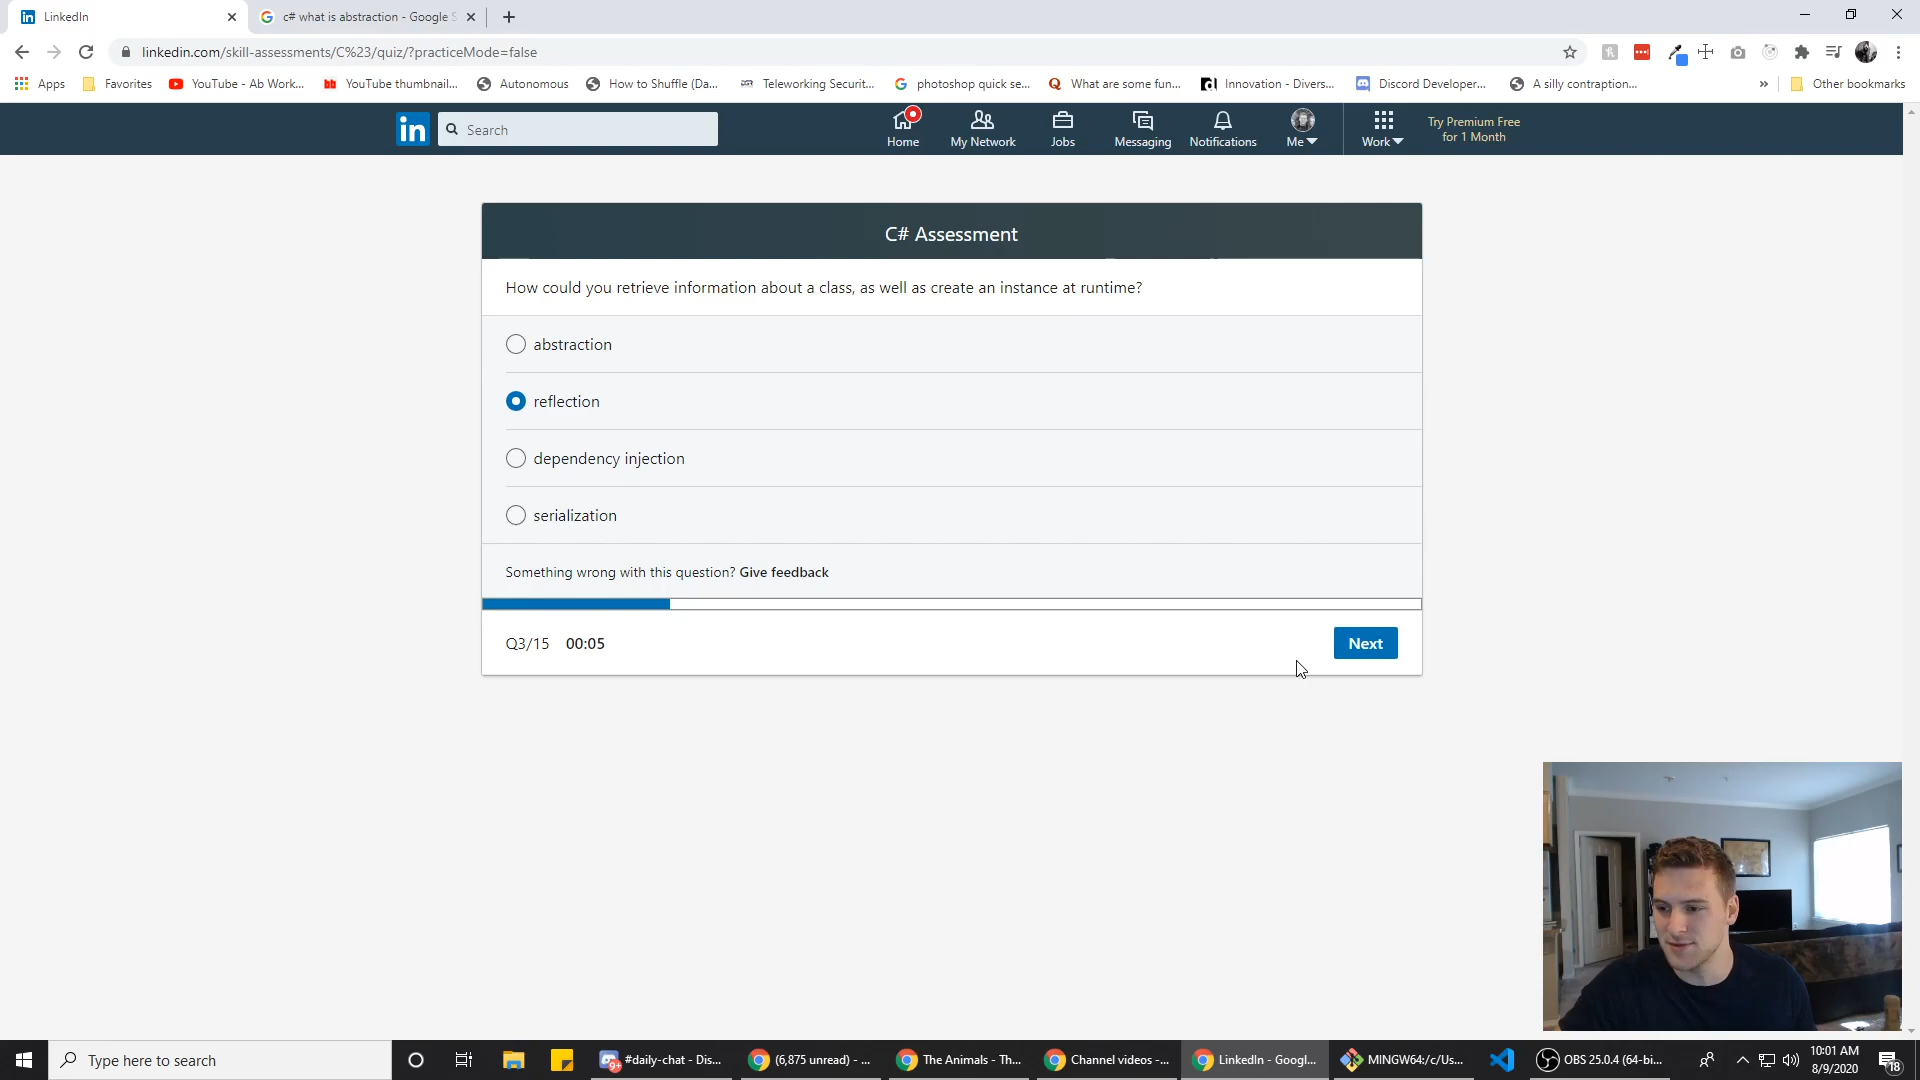 LinkedIn
c# what is abstraction - Google S
linkedin.com/skill-assessments/C%23/quiz/?practiceMode=false
Apps
Favorites
YouTube - Ab Work...
YouTube thumbnail...
Autonomous
How to Shuffle (Da...
Teleworking Securit...
photoshop quick se...
What are some fun...
Innovation - Divers...
Discord Developer...
A silly contraption...
»
Other bookmarks
in
Search
Home
My Network
Jobs
Messaging
Notifications
Me
Work
Try Premium Free
for 1 Month
C# Assessment
How could you retrieve information about a class, as well as create an instance at runtime?
abstraction
reflection
dependency injection
serialization
Something wrong with this question? Give feedback
Q3/15 00:05
Next
Type here to search
#daily-chat - Dis...
(6,875 unread) - ...
The Animals - Th...
Channel videos -...
LinkedIn - Googl...
MINGW64:/c/Us...
OBS 25.0.4 (64-bi...
10:01 AM
8/9/2020
18